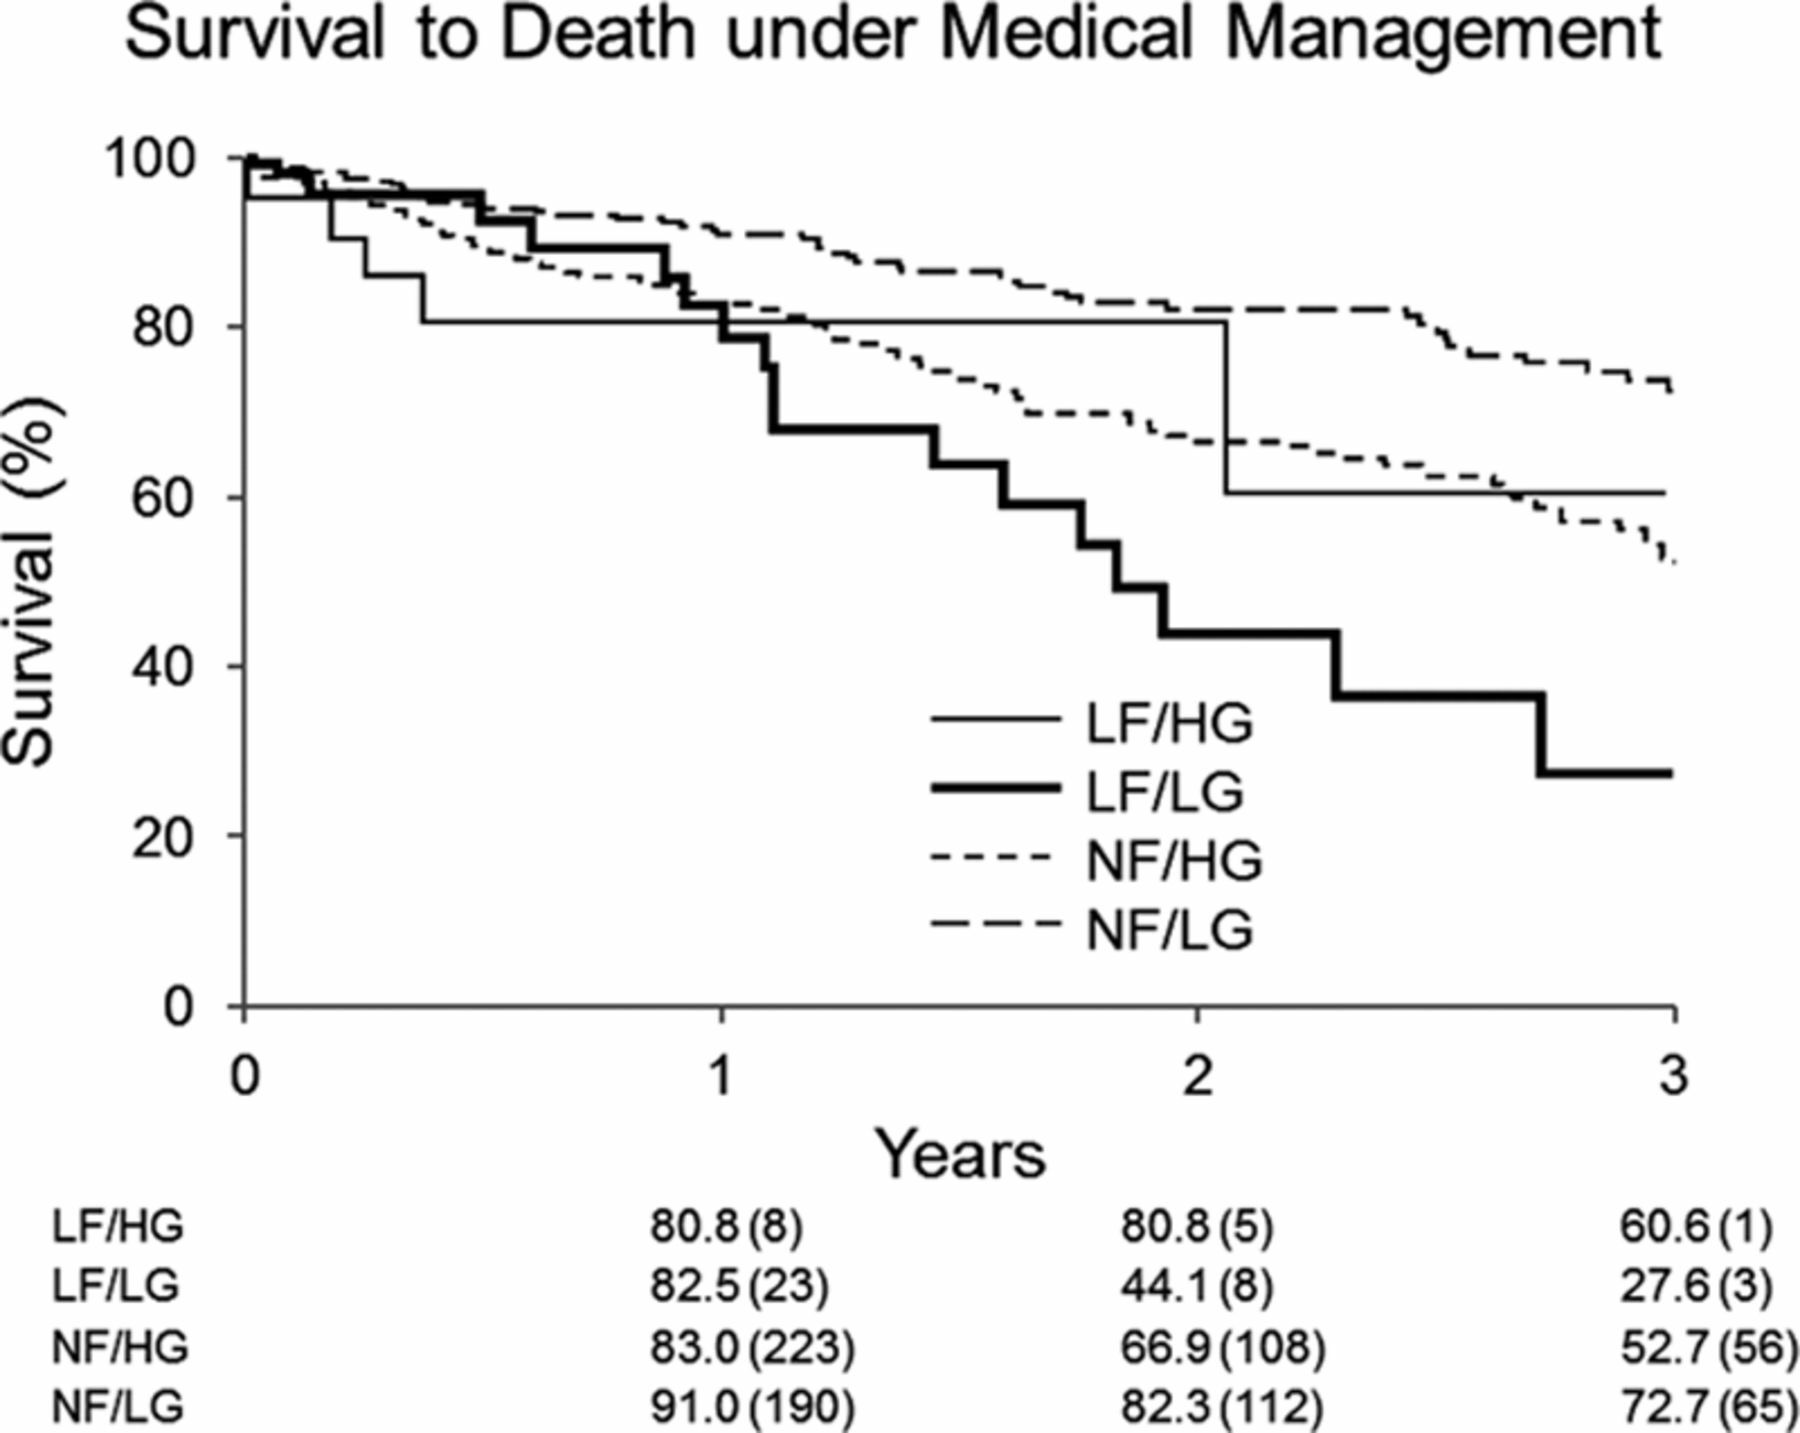 Survival to Death under Medical Management
100
80
60
40
20
0
Survival (%)
LF/HG
LF/LG
NF/HG
NF/LG
0 1 2 3
Years
LF/HG 80.8 (8) 80.8 (5) 60.6 (1)
LF/LG 82.5 (23) 44.1 (8) 27.6 (3)
NF/HG 83.0 (223) 66.9 (108) 52.7 (56)
NF/LG 91.0 (190) 82.3 (112) 72.7 (65)